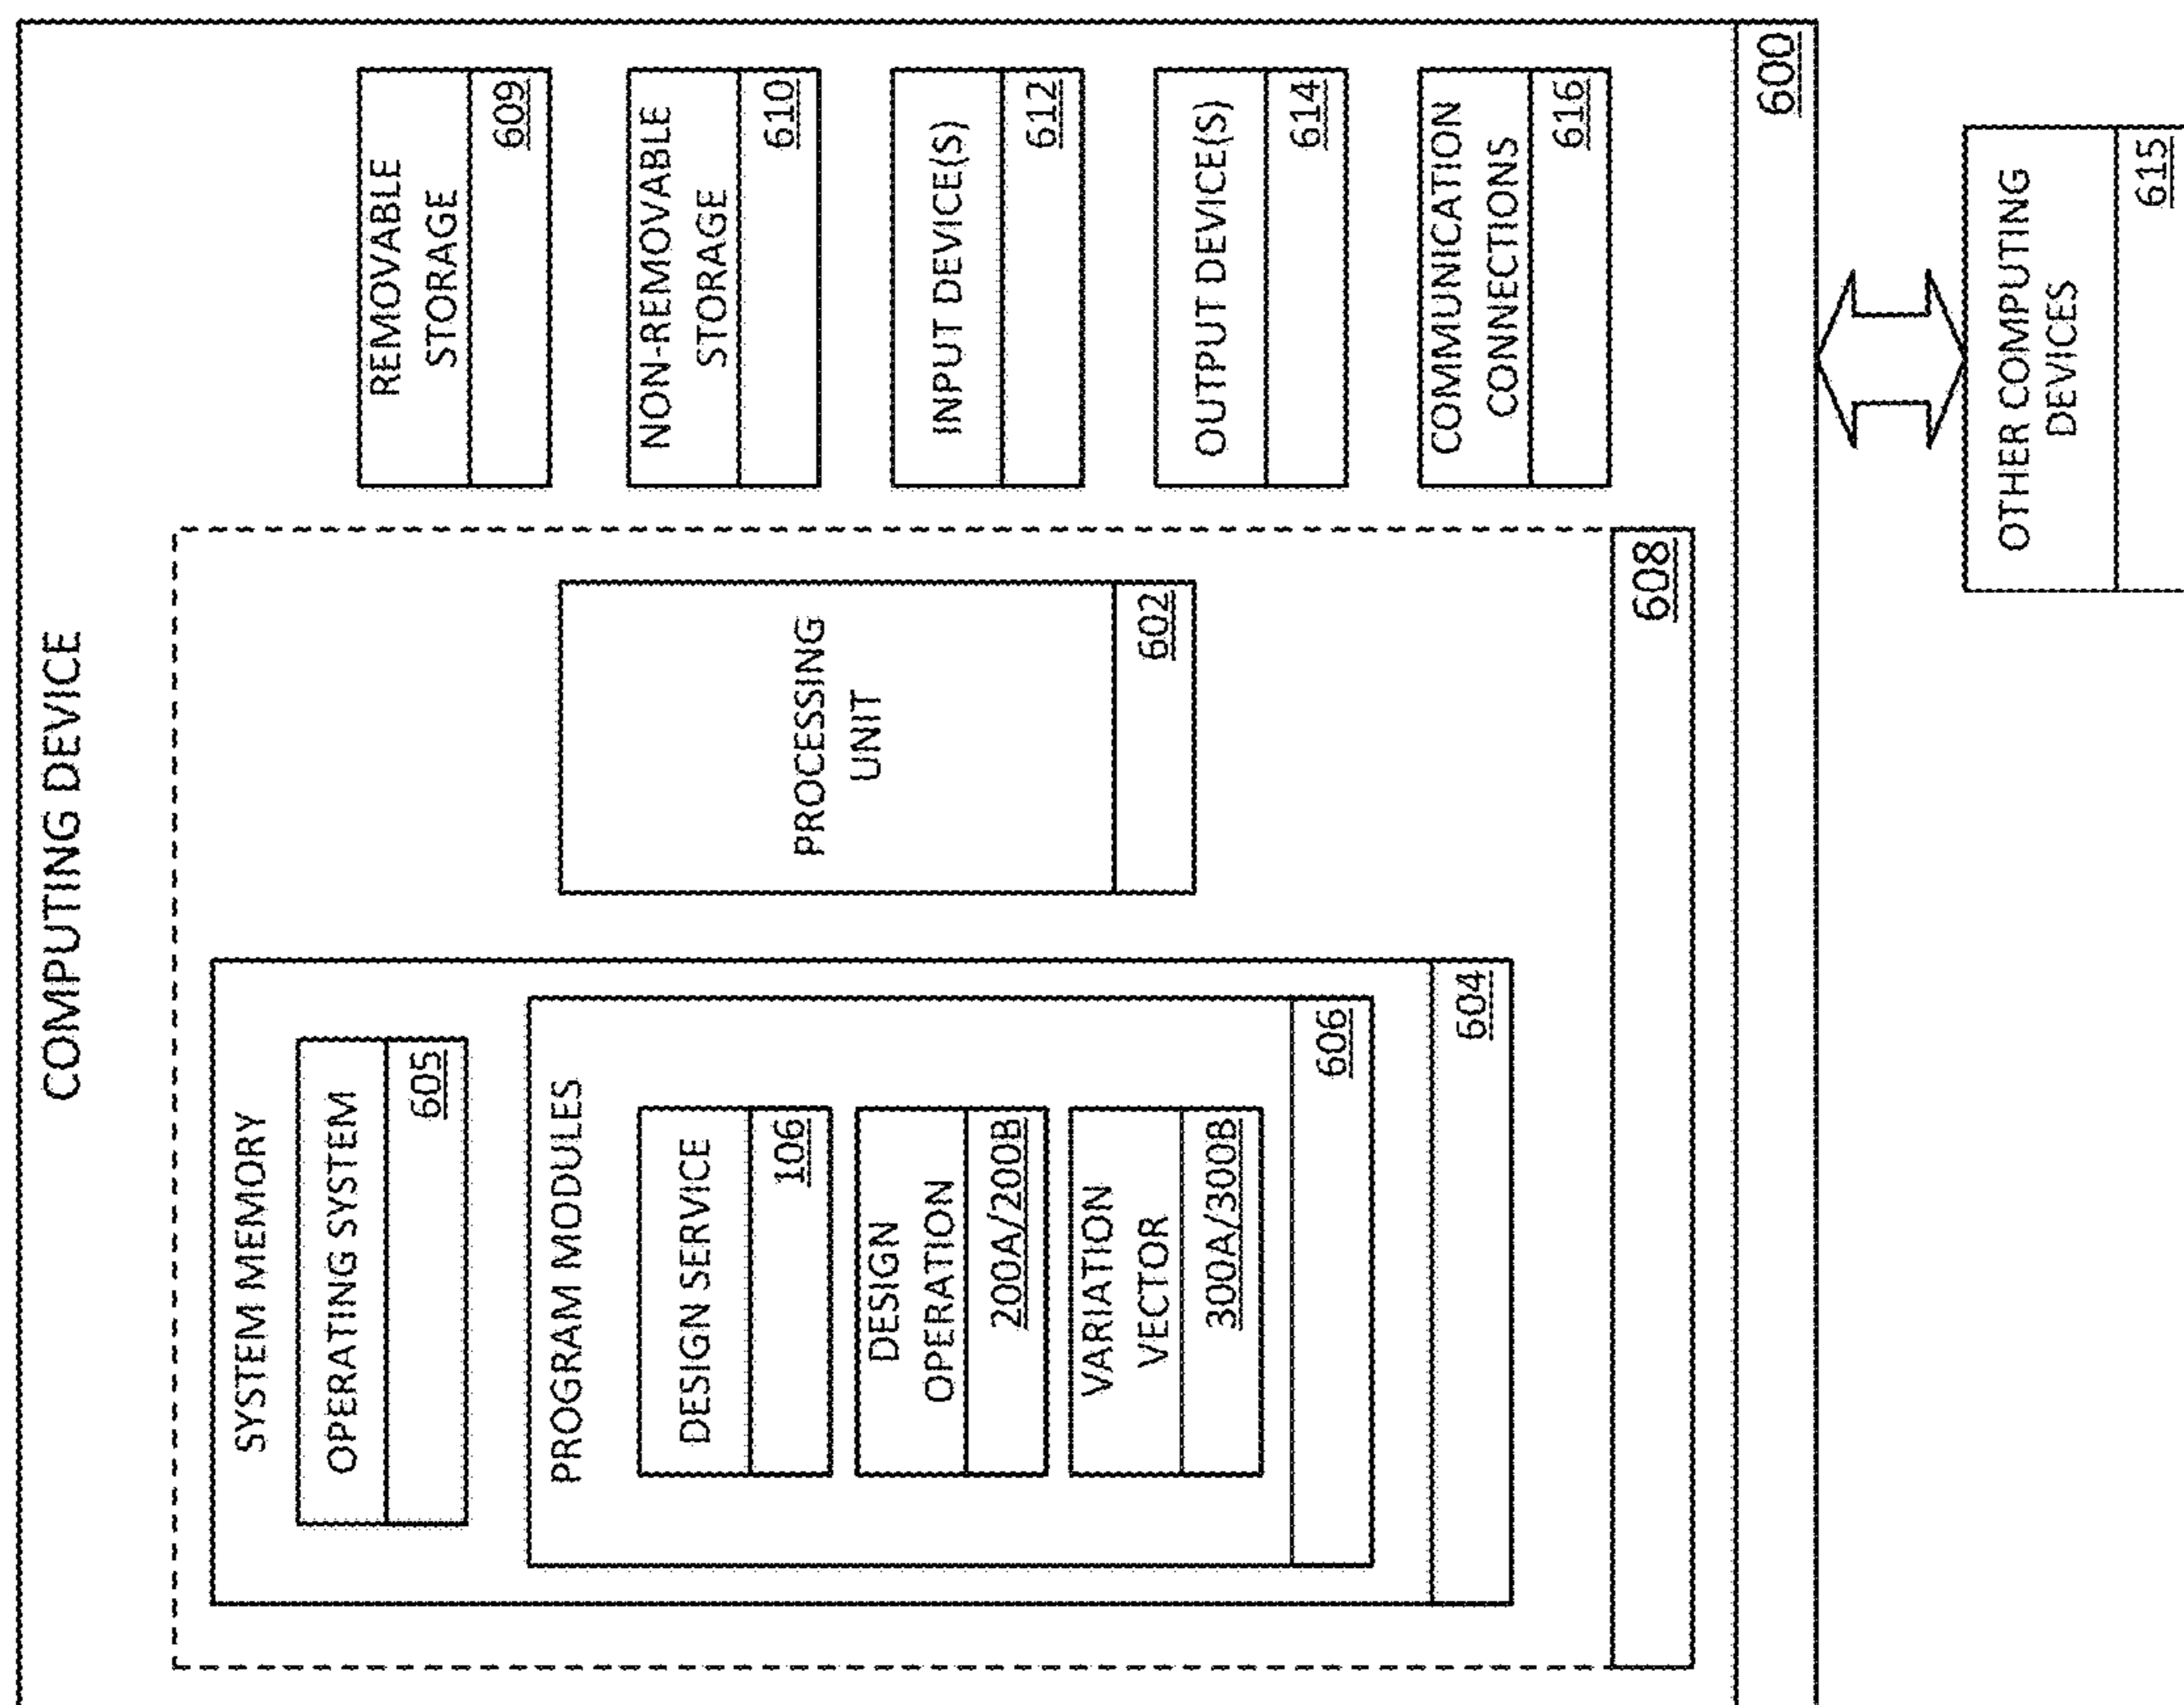 COMPUTING DEVICE
SYSTEM MEMORY
OPERATING SYSTEM
605
PROGRAM MODULES
DESIGN SERVICE
106
DESIGN
OPERATION
200A/200B
VARIATION
VECTOR
300A/300B
606
604
PROCESSING
UNIT
602
608
REMOVABLE
STORAGE
609
NON-REMOVABLE
STORAGE
610
INPUT DEVICE(S)
612
OUTPUT DEVICE(S)
614
COMMUNICATION
CONNECTIONS
616
600
OTHER COMPUTING
DEVICES
615